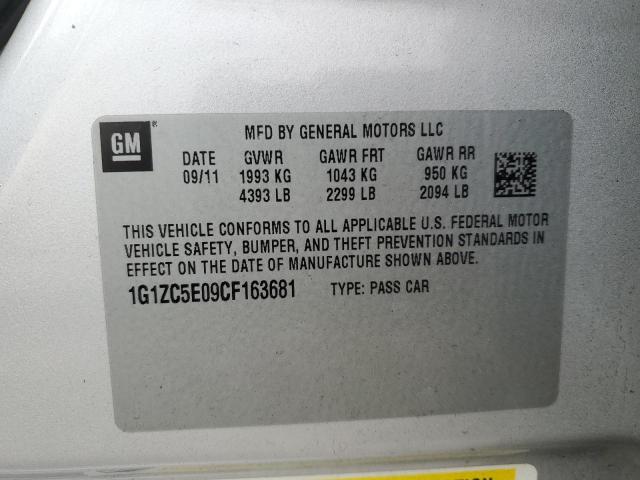 GM®
MFD BY GENERAL MOTORS LLC
DATE GVWR GAWR FRT GAWR RR
09/11 1993 KG 1043 KG 950 KG
4393 LB 2299 LB 2094 LB
THIS VEHICLE CONFORMS TO ALL APPLICABLE U.S. FEDERAL MOTOR
VEHICLE SAFETY, BUMPER, AND THEFT PREVENTION STANDARDS IN
EFFECT ON THE DATE OF MANUFACTURE SHOWN ABOVE.
1G1ZC5E09CF163681 TYPE: PASS CAR